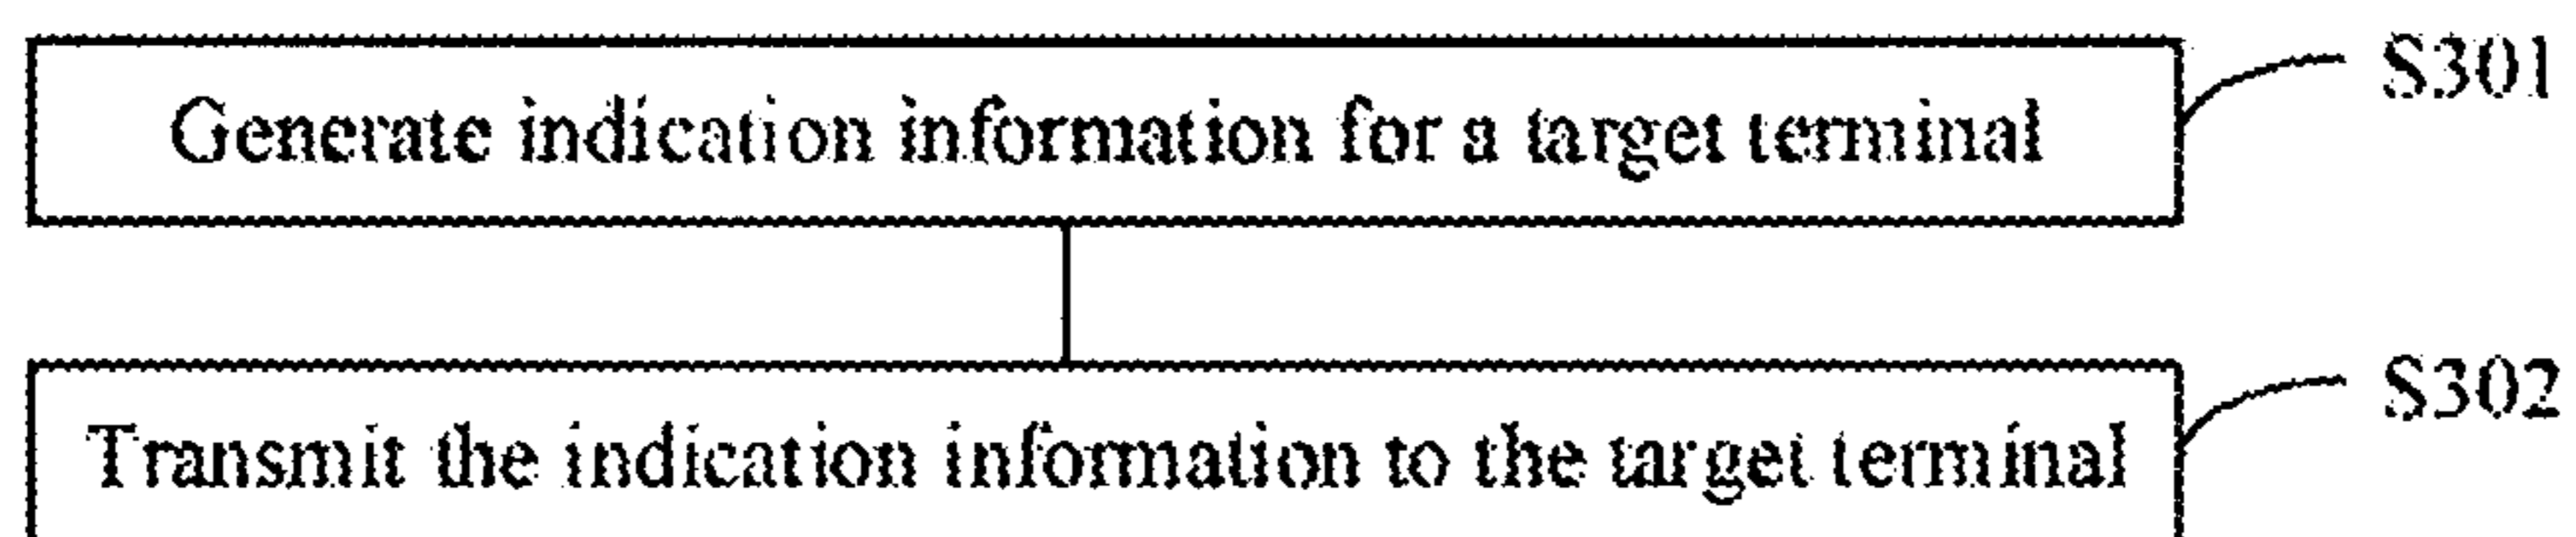 Generate indication information for a target terminal
S301
Transmit the indication information to the target terminal
S302